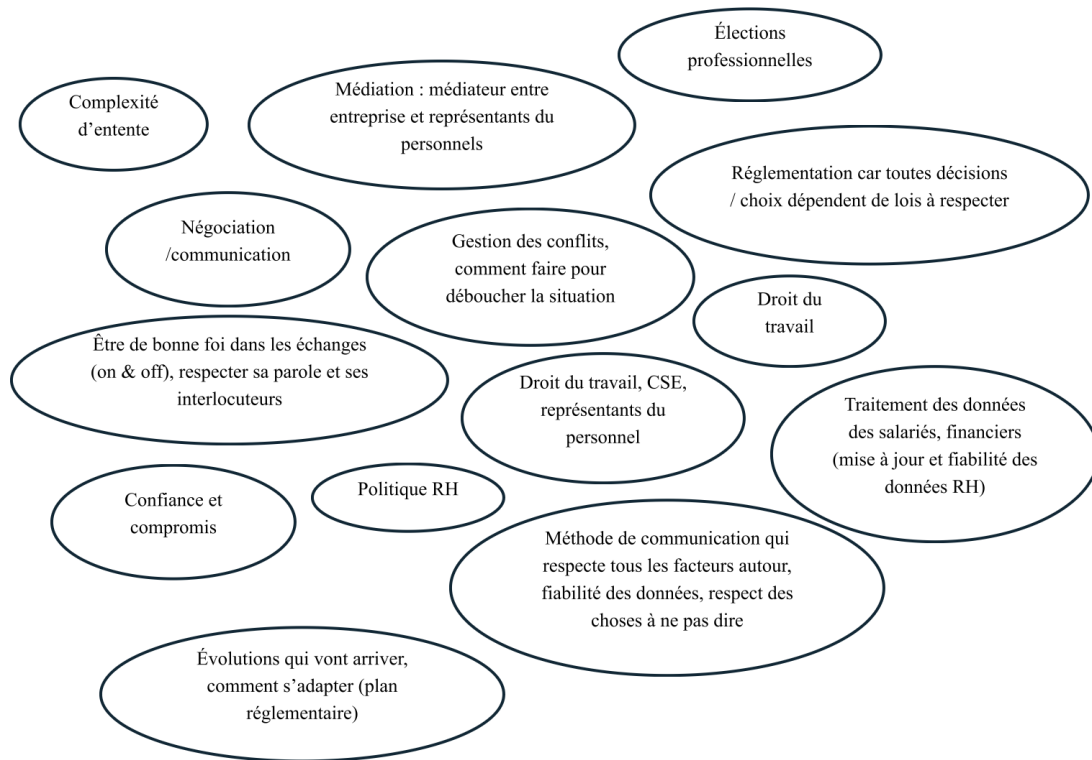 Élections
professionnelles
Complexité
d’entente
Médiation : médiateur entre
entreprise et représentants du
personnels
Réglementation car toutes décisions
/ choix dépendent de lois à respecter
Négociation
/communication
Gestion des conflits,
comment faire pour
déboucher la situation
Droit du
travail
Être de bonne foi dans les échanges
(on & off), respecter sa parole et ses
interlocuteurs
Droit du travail, CSE,
représentants du
personnel
Traitement des données
des salariés, financiers
(mise à jour et fiabilité des
données RH)
Confiance et
compromis
Politique RH
Méthode de communication qui
respecte tous les facteurs autour,
fiabilité des données, respect des
choses à ne pas dire
Évolutions qui vont arriver,
comment s’adapter (plan
réglementaire)